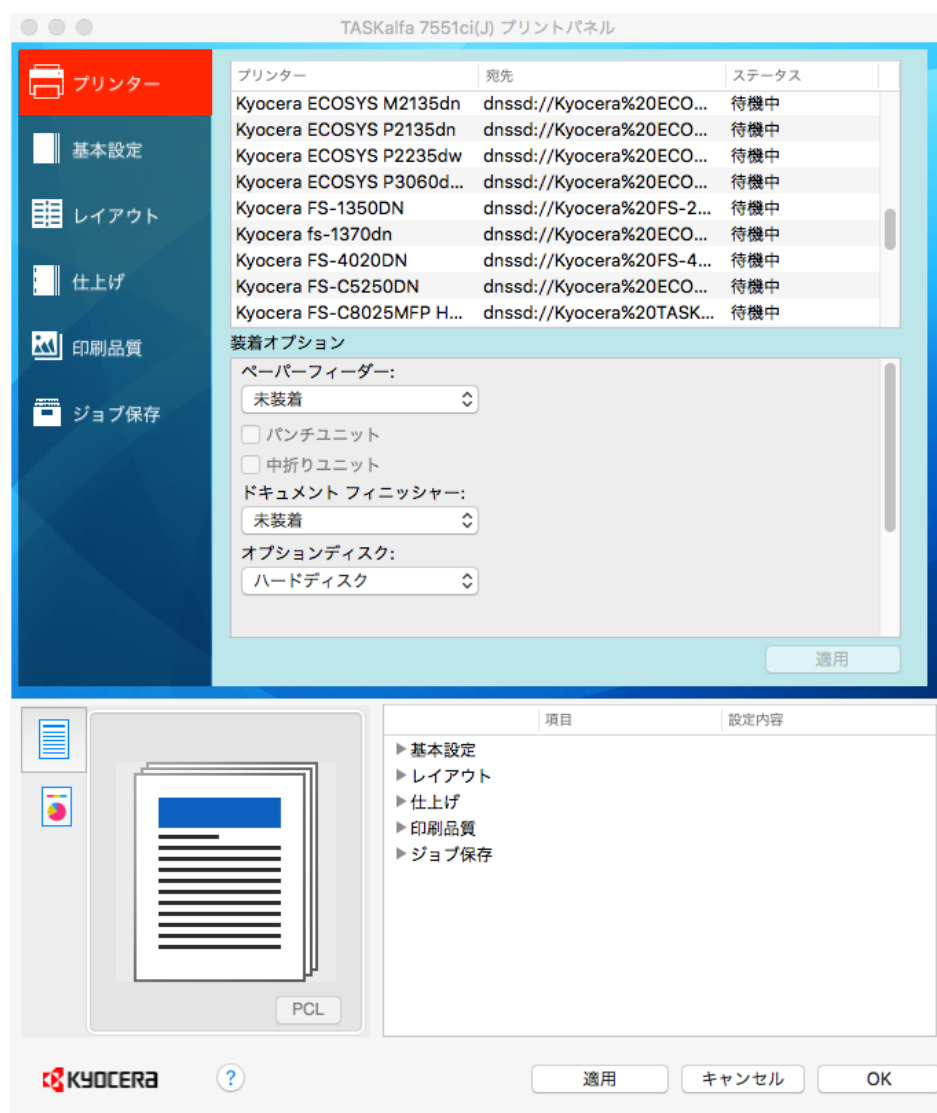 TASKalfa 7551ci(J) プリントパネル
プリンター
基本設定
レイアウト
仕上げ
印刷品質
ジョブ保存
プリンター 宛先 ステータス
Kyocera ECOSYS M2135dn dnssd://Kyocera%20ECO... 待機中
Kyocera ECOSYS P2135dn dnssd://Kyocera%20ECO... 待機中
Kyocera ECOSYS P2235dw dnssd://Kyocera%20ECO... 待機中
Kyocera ECOSYS P3060d... dnssd://Kyocera%20ECO... 待機中
Kyocera FS-1350DN dnssd://Kyocera%20FS-2... 待機中
Kyocera fs-1370dn dnssd://Kyocera%20ECO... 待機中
Kyocera FS-4020DN dnssd://Kyocera%20FS-4... 待機中
Kyocera FS-C5250DN dnssd://Kyocera%20ECO... 待機中
Kyocera FS-C8025MFP H... dnssd://Kyocera%20TASK... 待機中
装着オプション
ペーパーフィーダー:
未装着
パンチユニット
中折りユニット
ドキュメント フィニッシャー:
未装着
オプションディスク:
ハードディスク
適用
PCL
項目 設定内容
基本設定
レイアウト
仕上げ
印刷品質
ジョブ保存
KYOCERA
?
適用 キャンセル OK